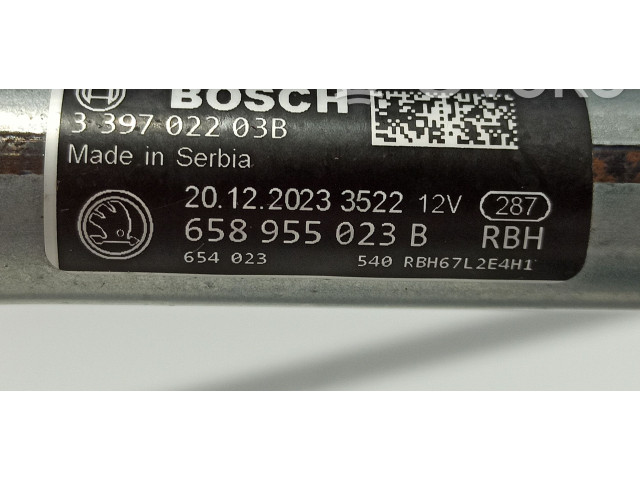 BOSCH
3 397 022 03B
Made in Serbia
20.12.2023 3522 12V 287
658 955 023 B RBH
654 023 540 RBH67L2E4H1